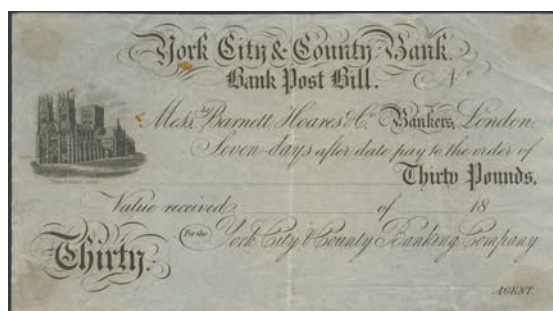 York City & County Bank.
Bank Post Bill. No
Messrs Barnett Hoares & Co Bankers, London.
Seven days after date pay to the order of
Thirty Pounds.
Value received of 18
For the York City & County Banking Company
Thirty.
AGENT.